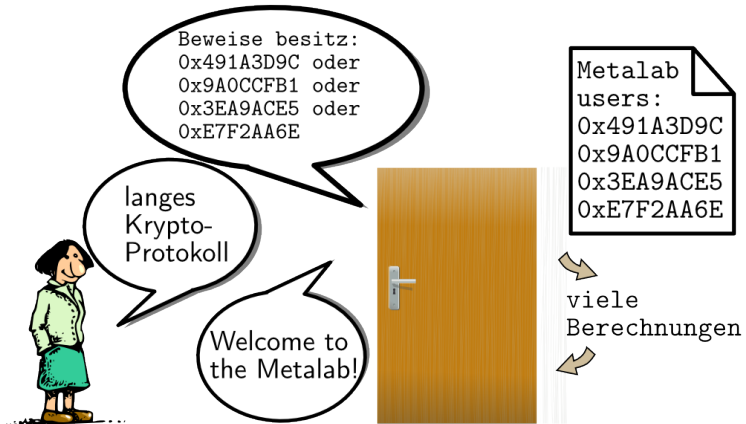 Beweise besitz:
0x491A3D9C oder
0x9A0CCFB1 oder
0x3EA9ACE5 oder
0xE7F2AA6E
Metalab
users:
0x491A3D9C
0x9A0CCFB1
0x3EA9ACE5
0xE7F2AA6E
langes
Krypto-
Protokoll
Welcome to
the Metalab!
viele
Berechnungen